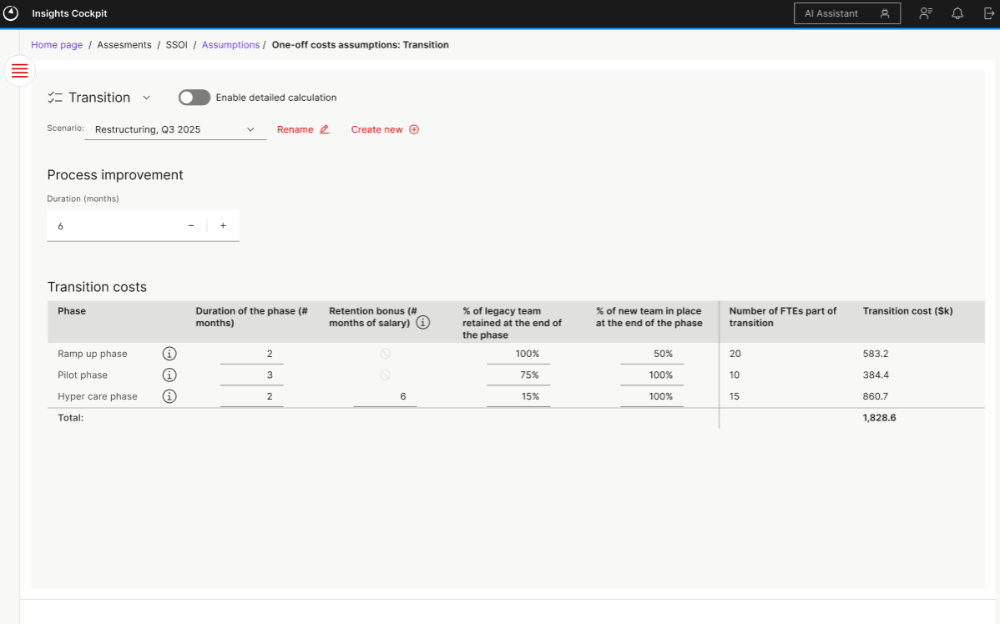 Insights Cockpit
AI Assistant
Home page / Assesments / SSOI / Assumptions / One-off costs assumptions: Transition
Transition
Enable detailed calculation
Scenario: Restructuring, Q3 2025
Rename
Create new
Process improvement
Duration (months)
6 − +
Transition costs
Phase
Duration of the phase (#
months)
Retention bonus (#
months of salary)
% of legacy team
retained at the end of
the phase
% of new team in place
at the end of the phase
Number of FTEs part of
transition
Transition cost ($k)
Ramp up phase 2 100% 50% 20 583.2
Pilot phase 3 75% 100% 10 384.4
Hyper care phase 2 6 15% 100% 15 860.7
Total: 1,828.6